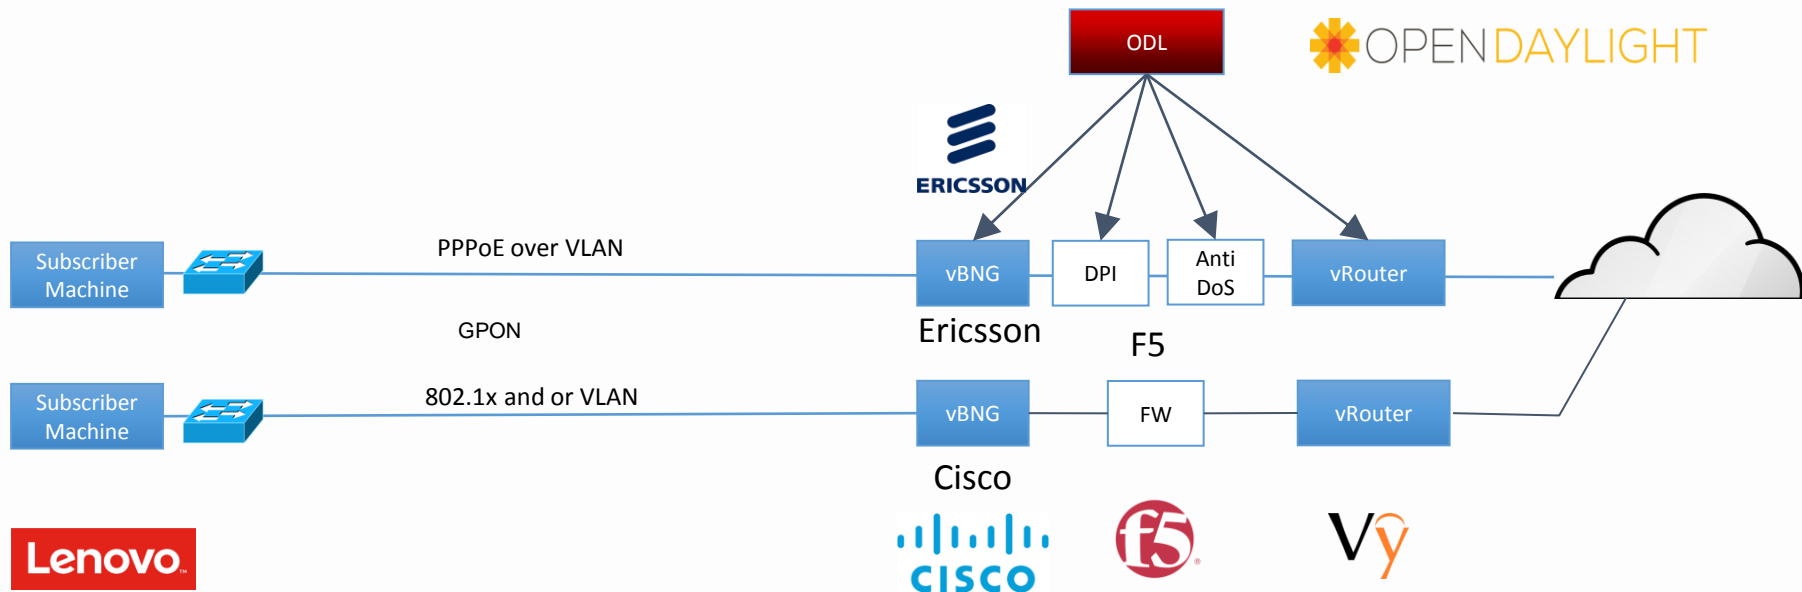 ODL
OPENDAYLIGHT
ERICSSON
PPPoE over VLAN
Subscriber
Machine
vBNG
DPI
Anti
DoS
vRouter
GPON
Ericsson
F5
802.1x and or VLAN
Subscriber
Machine
vBNG
FW
vRouter
Cisco
Lenovo™
CISCO
f5®
Vy